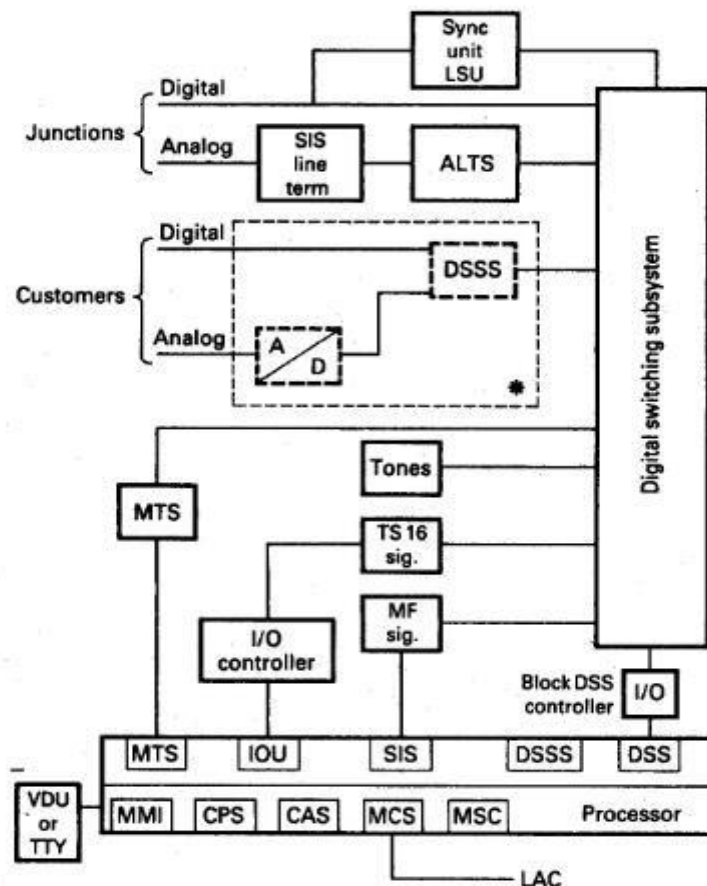 Sync
unit
LSU
Digital
Junctions
Analog
SIS
line
term
ALTS
Digital
DSSS
Customers
Analog
A
D
*
Digital switching subsystem
Tones
MTS
TS 16
sig.
MF
sig.
I/O
controller
Block DSS
controller
I/O
MTS
IOU
SIS
DSSS
DSS
VDU
or
TTY
MMI
CPS
CAS
MCS
MSC
Processor
LAC